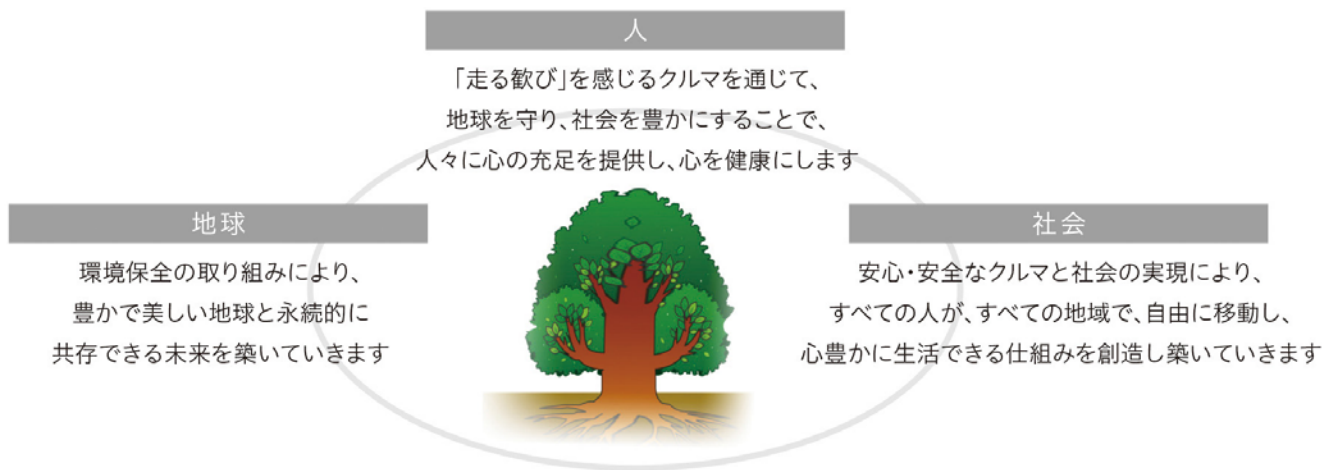 人
「走る歓び」を感じるクルマを通じて、
地球を守り、社会を豊かにすることで、
人々に心の充足を提供し、心を健康にします
地球
環境保全の取り組みにより、
豊かで美しい地球と永続的に
共存できる未来を築いていきます
社会
安心・安全なクルマと社会の実現により、
すべての人が、すべての地域で、自由に移動し、
心豊かに生活できる仕組みを創造し築いていきます